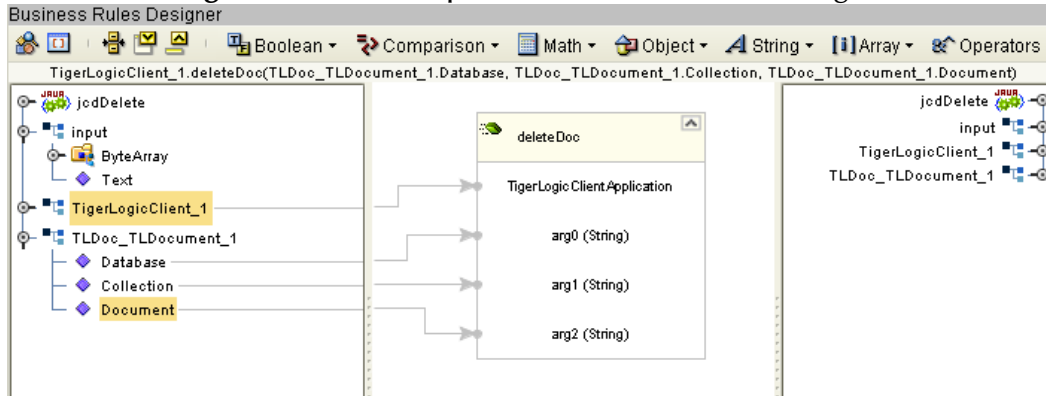 Business Rules Designer
Boolean Comparison Math Object String Array Operators
TigerLogicClient_1.deleteDoc(TLDoc_TLDocument_1.Database, TLDoc_TLDocument_1.Collection, TLDoc_TLDocument_1.Document)
jcdDelete
input
ByteArray
Text
TigerLogicClient_1
TLDoc_TLDocument_1
Database
Collection
Document
deleteDoc
TigerLogicClientApplication
arg0 (String)
arg1 (String)
arg2 (String)
JAVA jcdDelete
input
TigerLogicClient_1
TLDoc_TLDocument_1